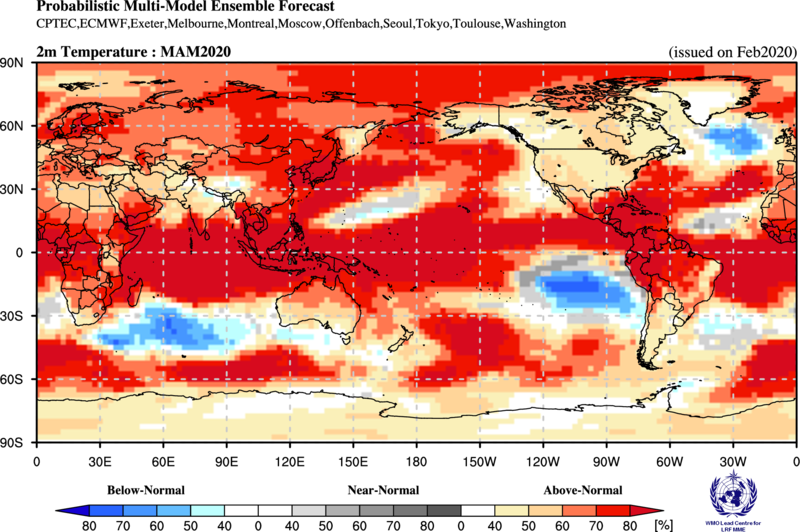 Probabilistic Multi-Model Ensemble Forecast
CPTEC,ECMWF,Exeter,Melbourne,Montreal,Moscow,Offenbach,Seoul,Tokyo,Toulouse,Washington
2m Temperature : MAM2020 (issued on Feb2020)
90N
60N
30N
0
30S
60S
90S
0 30E 60E 90E 120E 150E 180 150W 120W 90W 60W 30W 0
Below-Normal Near-Normal Above-Normal
80 70 60 50 40 0 40 50 60 70 80 0 40 50 60 70 80 [%]
WMO Lead Centre for
LRF MME